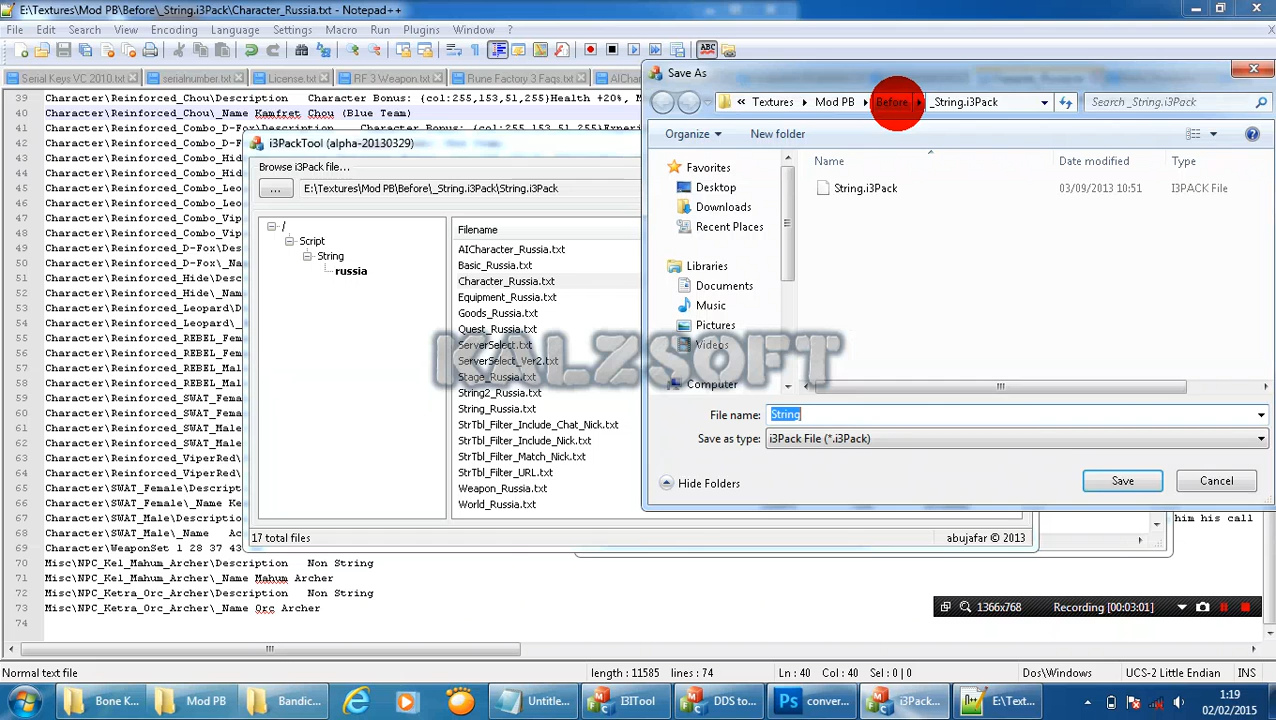 E:\Textures\Mod PB\Before\_String.i3Pack\Character_Russia.txt - Notepad++
File Edit Search View Encoding Language Settings Macro Run Plugins Window ?
Serial Keys VC 2010.txt serialnumber.txt License.txt RF 3 Weapon.txt Rune Factory 3 Faqs.txt
39 Character\Reinforced_Chou\Description Character Bonus: {col:255,153,51,255}Health +20%, M
40 Character\Reinforced_Chou\_Name Kamfret Chou (Blue Team)
41 Character\Reinforced_Combo_D-Fo
42 Character\Reinforced_Combo_D-Fo
43 Character\Reinforced_Combo_Hid
44 Character\Reinforced_Combo_Hid
45 Character\Reinforced_Combo_Leo
46 Character\Reinforced_Combo_Leo
47 Character\Reinforced_Combo_Vip
48 Character\Reinforced_Combo_Vip
49 Character\Reinforced_D-Fox\Des
50 Character\Reinforced_D-Fox\_Na
51 Character\Reinforced_Hide\Desc
52 Character\Reinforced_Hide\_Nam
53 Character\Reinforced_Leopard\D
54 Character\Reinforced_Leopard\_
55 Character\Reinforced_REBEL_Fem
56 Character\Reinforced_REBEL_Fem
57 Character\Reinforced_REBEL_Mal
58 Character\Reinforced_REBEL_Mal
59 Character\Reinforced_SWAT_Fema
60 Character\Reinforced_SWAT_Fema
61 Character\Reinforced_SWAT_Male
62 Character\Reinforced_SWAT_Male
63 Character\Reinforced_ViperRed\
64 Character\Reinforced_ViperRed\
65 Character\SWAT_Female\Descript
66 Character\SWAT_Female\_Name Ke
67 Character\SWAT_Male\Description
68 Character\SWAT_Male\_Name Ac
69 Character\WeaponSet 1 28 37 43
70 Misc\NPC_Kel_Mahum_Archer\Description Non String
71 Misc\NPC_Kel_Mahum_Archer\_Name Mahum Archer
72 Misc\NPC_Ketra_Orc_Archer\Description Non String
73 Misc\NPC_Ketra_Orc_Archer\_Name Orc Archer
74
him his call
i3PackTool (alpha-20130329)
Browse i3Pack file...
... E:\Textures\Mod PB\Before\_String.i3Pack\String.i3Pack
/
Script
String
russia
Filename
AICharacter_Russia.txt
Basic_Russia.txt
Character_Russia.txt
Equipment_Russia.txt
Goods_Russia.txt
Quest_Russia.txt
ServerSelect.txt
ServerSelect_Ver2.txt
Stage_Russia.txt
String2_Russia.txt
String_Russia.txt
StrTbl_Filter_Include_Chat_Nick.txt
StrTbl_Filter_Include_Nick.txt
StrTbl_Filter_Match_Nick.txt
StrTbl_Filter_URL.txt
Weapon_Russia.txt
World_Russia.txt
17 total files
abujafar © 2013
Save As
« Textures Mod PB Before _String.i3Pack
Search _String.i3Pack
Organize New folder
Favorites
Desktop
Downloads
Recent Places
Libraries
Documents
Music
Pictures
Videos
Computer
Name Date modified Type
String.i3Pack 03/09/2013 10:51 I3PACK File
File name: String
Save as type: i3Pack File (*.i3Pack)
Hide Folders Save Cancel
KALZSOFT
1366x768 Recording [00:03:01]
Normal text file length : 11585 lines : 74 Ln : 40 Col : 40 Sel : 0 | 0 Dos\Windows UCS-2 Little Endian INS
Bone K... Mod PB Bandic... Untitle... I3ITool DDS to... conver... i3Pack... E:\Text...
1:19
02/02/2015